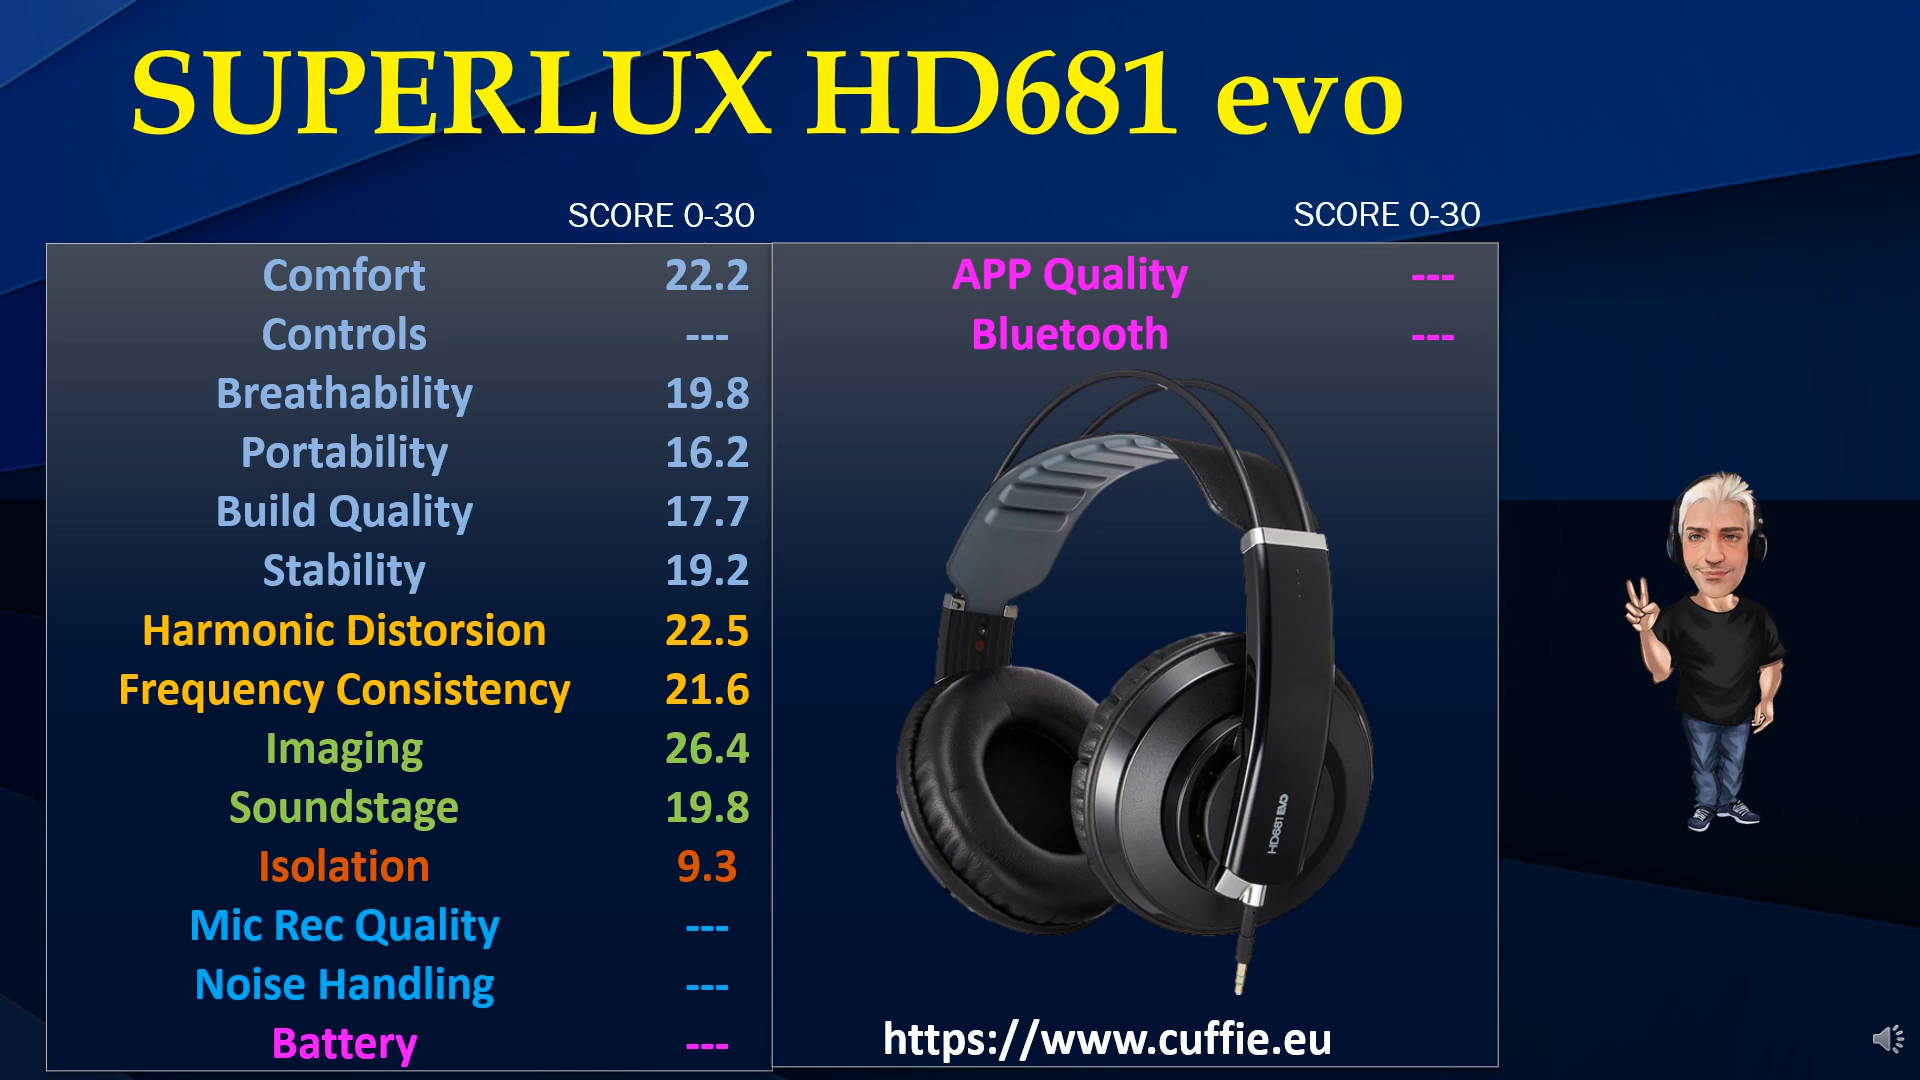 SUPERLUX HD681 evo
SCORE 0-30
Comfort 22.2
Controls ---
Breathability 19.8
Portability 16.2
Build Quality 17.7
Stability 19.2
Harmonic Distorsion 22.5
Frequency Consistency 21.6
Imaging 26.4
Soundstage 19.8
Isolation 9.3
Mic Rec Quality ---
Noise Handling ---
Battery ---
SCORE 0-30
APP Quality ---
Bluetooth ---
HD681 EVO
https://www.cuffie.eu